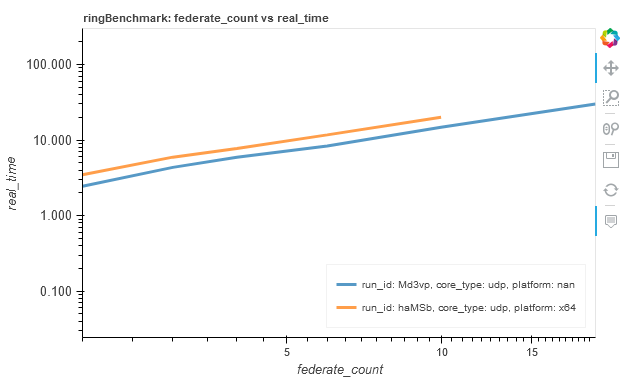 ringBenchmark: federate_count vs real_time
100.000
10.000
1.000
0.100
real_time
5
10
15
federate_count
run_id: Md3vp, core_type: udp, platform: nan
run_id: haMSb, core_type: udp, platform: x64